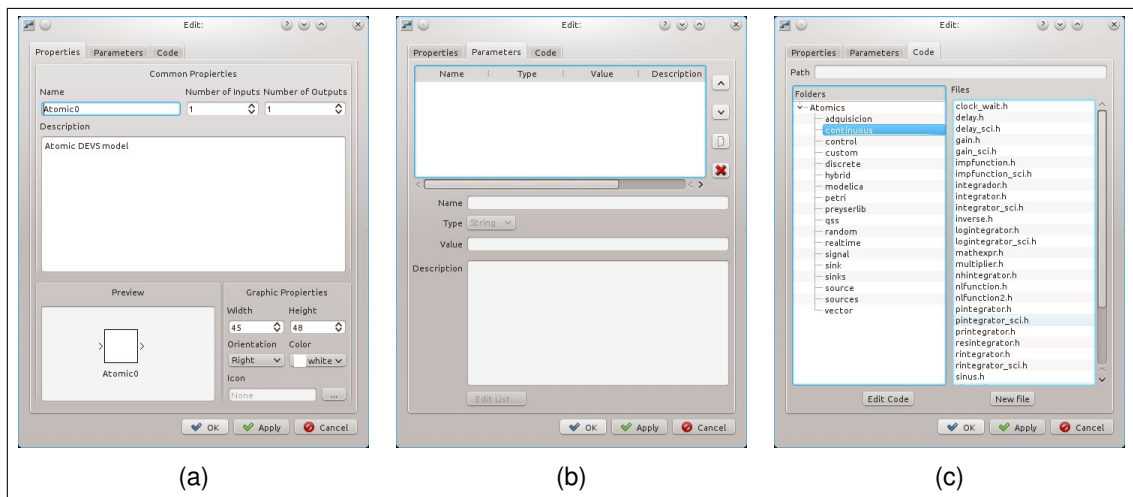 Edit:
Properties Parameters Code
Common Propierties
Name Number of Inputs Number of Outputs
Atomic0 1 1
Description
Atomic DEVS model
Preview
Atomic0
Graphic Propierties
Width Height
45 48
Orientation Color
Right white
Icon
None ...
OK Apply Cancel
(a)
Edit:
Properties Parameters Code
Name Type Value Description
Name
Type String
Value
Description
Edit List...
OK Apply Cancel
(b)
Edit:
Properties Parameters Code
Path
Folders
Atomics
adquisicion
continuous
control
custom
discrete
hybrid
modelica
petri
preyserlib
qss
random
realtime
signal
sink
sinks
source
sources
vector
Files
clock_wait.h
delay.h
delay_sci.h
gain.h
gain_sci.h
impfunction.h
impfunction_sci.h
integrador.h
integrator.h
integrator_sci.h
inverse.h
logintegrator.h
logintegrator_sci.h
mathexpr.h
multiplier.h
nhintegrator.h
nlfunction.h
nlfunction2.h
pintegrator.h
pintegrator_sci.h
printegrator.h
resintegrator.h
rintegrator.h
rintegrator_sci.h
sinus.h
Edit Code New file
OK Apply Cancel
(c)